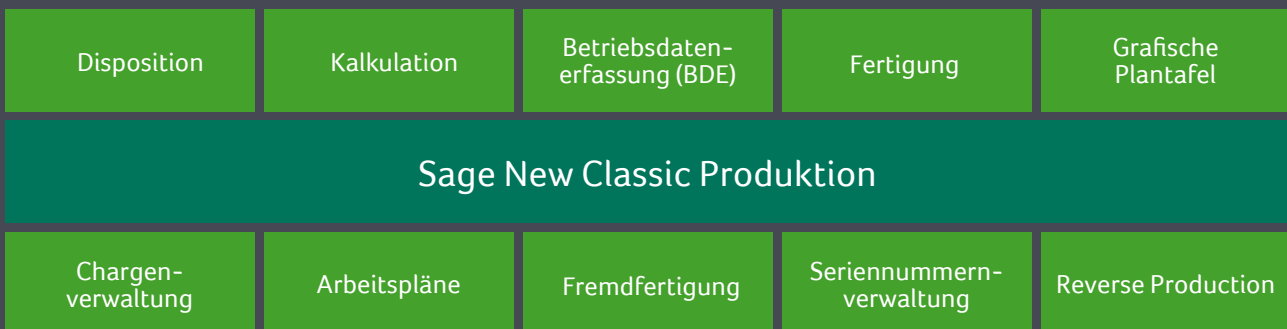 Disposition
Kalkulation
Betriebsdaten-
erfassung (BDE)
Fertigung
Grafische
Plantafel
Sage New Classic Produktion
Chargen-
verwaltung
Arbeitspläne
Fremdfertigung
Seriennummern-
verwaltung
Reverse Production